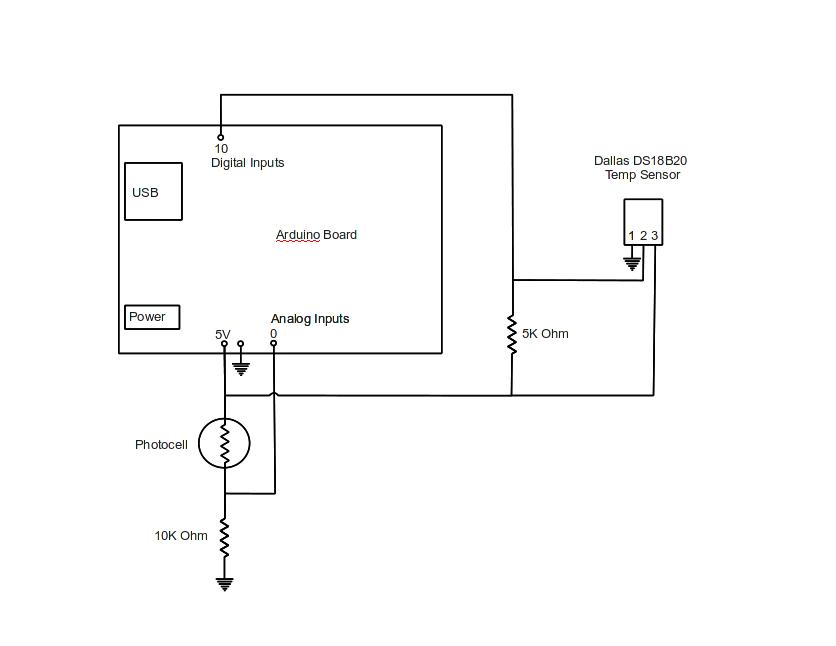 10
Digital Inputs
USB
Arduino Board
Dallas DS18B20
Temp Sensor
1 2 3
Power
Analog Inputs
5V
0
5K Ohm
Photocell
10K Ohm